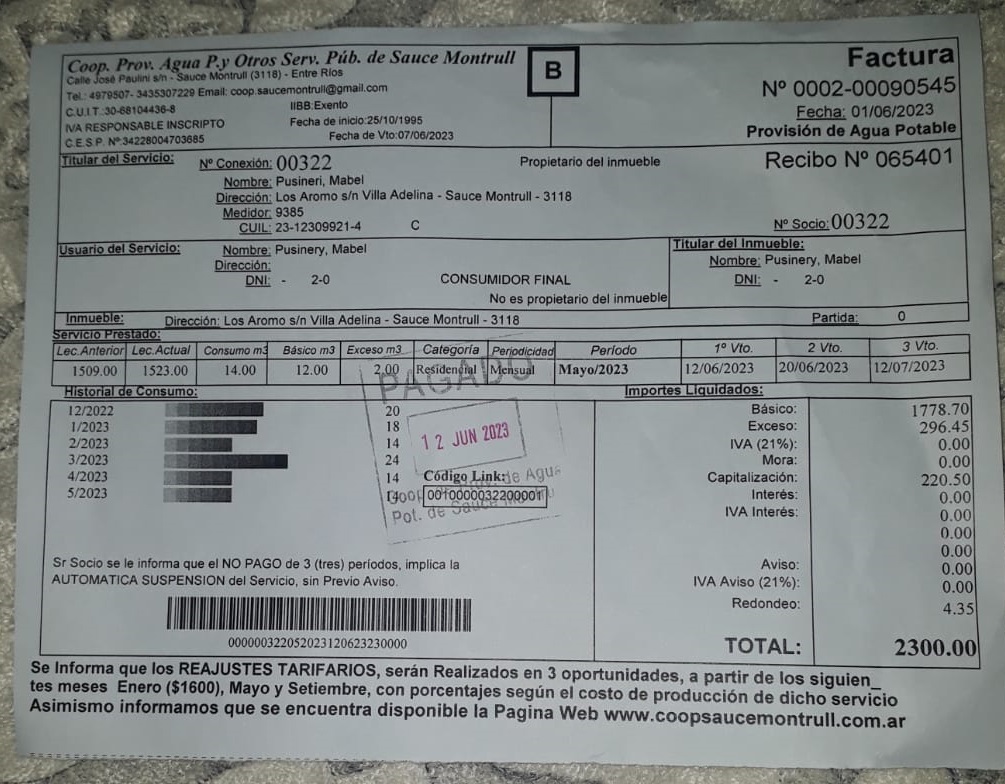 Coop. Prov. Agua P.y Otros Serv. Púb. de Sauce Montrull
Calle José Paulini s/n - Sauce Montrull (3118) - Entre Ríos
Tel.: 4979507- 3435307229 Email: coop.saucemontrull@gmail.com
C.U.I.T.:30-68104436-8 IIBB:Exento
IVA RESPONSABLE INSCRIPTO Fecha de inicio:25/10/1995
C.E.S.P. Nº:34228004703685 Fecha de Vto:07/06/2023
B
Factura
Nº 0002-00090545
Fecha: 01/06/2023
Provisión de Agua Potable
Titular del Servicio: Nº Conexión: 00322 Propietario del inmueble Recibo Nº 065401
Nombre: Pusineri, Mabel
Dirección: Los Aromo s/n Villa Adelina - Sauce Montrull - 3118
Medidor: 9385
CUIL: 23-12309921-4 C Nº Socio: 00322
Usuario del Servicio: Nombre: Pusinery, Mabel
Dirección:
DNI: - 2-0 CONSUMIDOR FINAL
No es propietario del inmueble
Titular del Inmueble:
Nombre: Pusinery, Mabel
DNI: - 2-0
Inmueble: Dirección: Los Aromo s/n Villa Adelina - Sauce Montrull - 3118 Partida: 0
Servicio Prestado:
Lec.Anterior Lec.Actual Consumo m3 Básico m3 Exceso m3 Categoría Periodicidad Período 1º Vto. 2 Vto. 3 Vto.
1509.00 1523.00 14.00 12.00 2.00 Residencial Mensual Mayo/2023 12/06/2023 20/06/2023 12/07/2023
Historial de Consumo:
12/2022 20
1/2023 18
2/2023 14
3/2023 24
4/2023 14
5/2023 14
PAGADO
12 JUN 2023
Coop. de Agua
Pot. de Sauce Montrull
Código Link:
0010000032200001
Importes Liquidados:
Básico: 1778.70
Exceso: 296.45
IVA (21%): 0.00
Mora: 0.00
Capitalización: 220.50
Interés: 0.00
IVA Interés: 0.00
0.00
0.00
Aviso: 0.00
IVA Aviso (21%): 0.00
Redondeo: 4.35
TOTAL: 2300.00
Sr Socio se le informa que el NO PAGO de 3 (tres) períodos, implica la
AUTOMATICA SUSPENSION del Servicio, sin Previo Aviso.
000000322052023120623230000
Se Informa que los REAJUSTES TARIFARIOS, serán Realizados en 3 oportunidades, a partir de los siguien_
tes meses Enero ($1600), Mayo y Setiembre, con porcentajes según el costo de producción de dicho servicio
Asimismo informamos que se encuentra disponible la Pagina Web www.coopsaucemontrull.com.ar